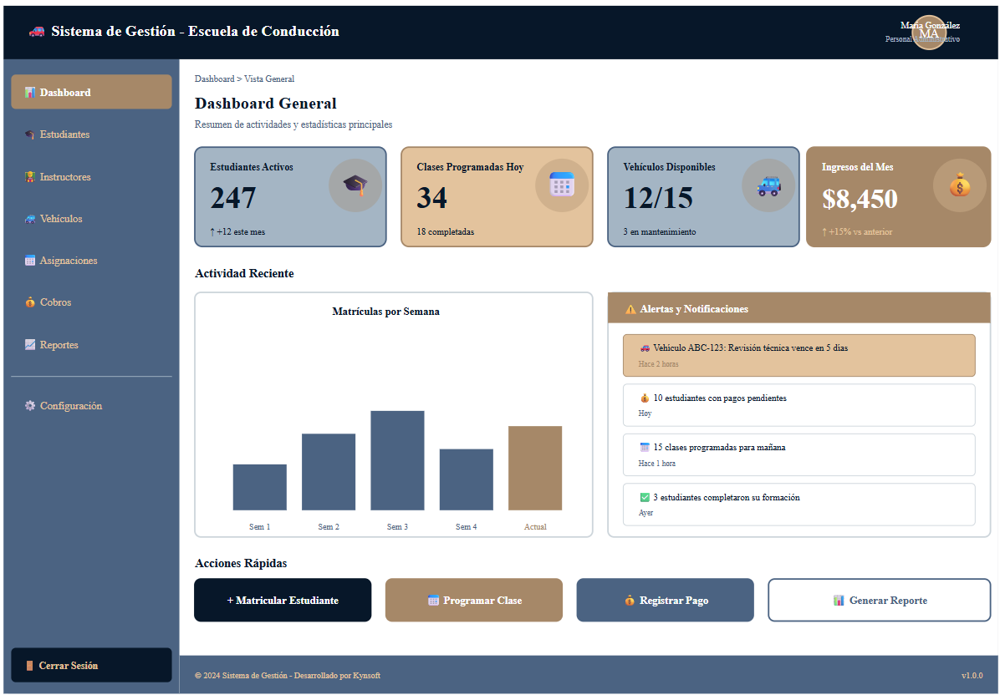 Sistema de Gestión - Escuela de Conducción
María González
MA
Personal Administrativo
Dashboard
Estudiantes
Instructores
Vehículos
Asignaciones
Cobros
Reportes
Configuración
Cerrar Sesión
Dashboard > Vista General
Dashboard General
Resumen de actividades y estadísticas principales
Estudiantes Activos
247
↑ +12 este mes
Clases Programadas Hoy
34
18 completadas
Vehículos Disponibles
12/15
3 en mantenimiento
Ingresos del Mes
$8,450
↑ +15% vs anterior
Actividad Reciente
Matrículas por Semana
Sem 1
Sem 2
Sem 3
Sem 4
Actual
Alertas y Notificaciones
Vehículo ABC-123: Revisión técnica vence en 5 días
Hace 2 horas
10 estudiantes con pagos pendientes
Hoy
15 clases programadas para mañana
Hace 1 hora
3 estudiantes completaron su formación
Ayer
Acciones Rápidas
+ Matricular Estudiante
Programar Clase
Registrar Pago
Generar Reporte
© 2024 Sistema de Gestión - Desarrollado por Kynsoft
v1.0.0